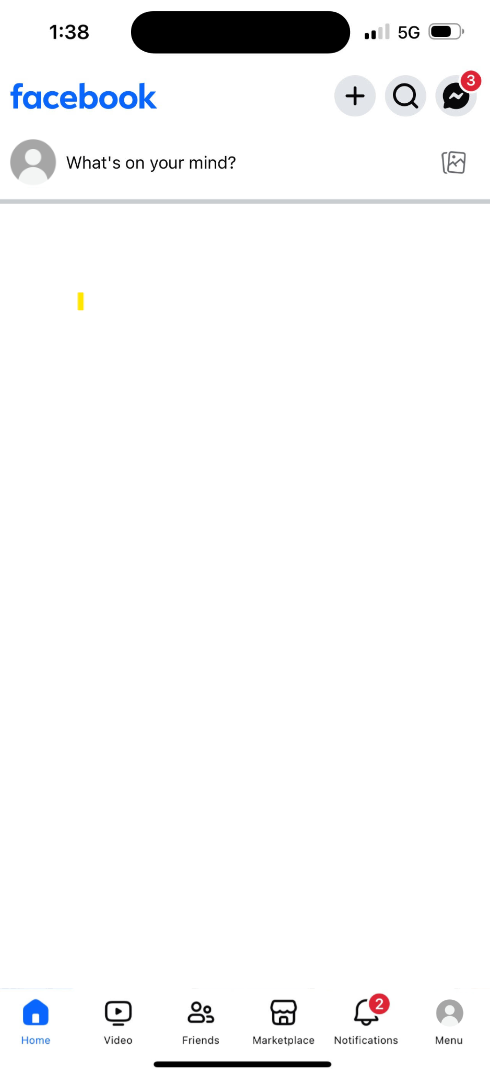 1:38
5G
facebook
3
What's on your mind?
2
Home
Video
Friends
Marketplace
Notifications
Menu